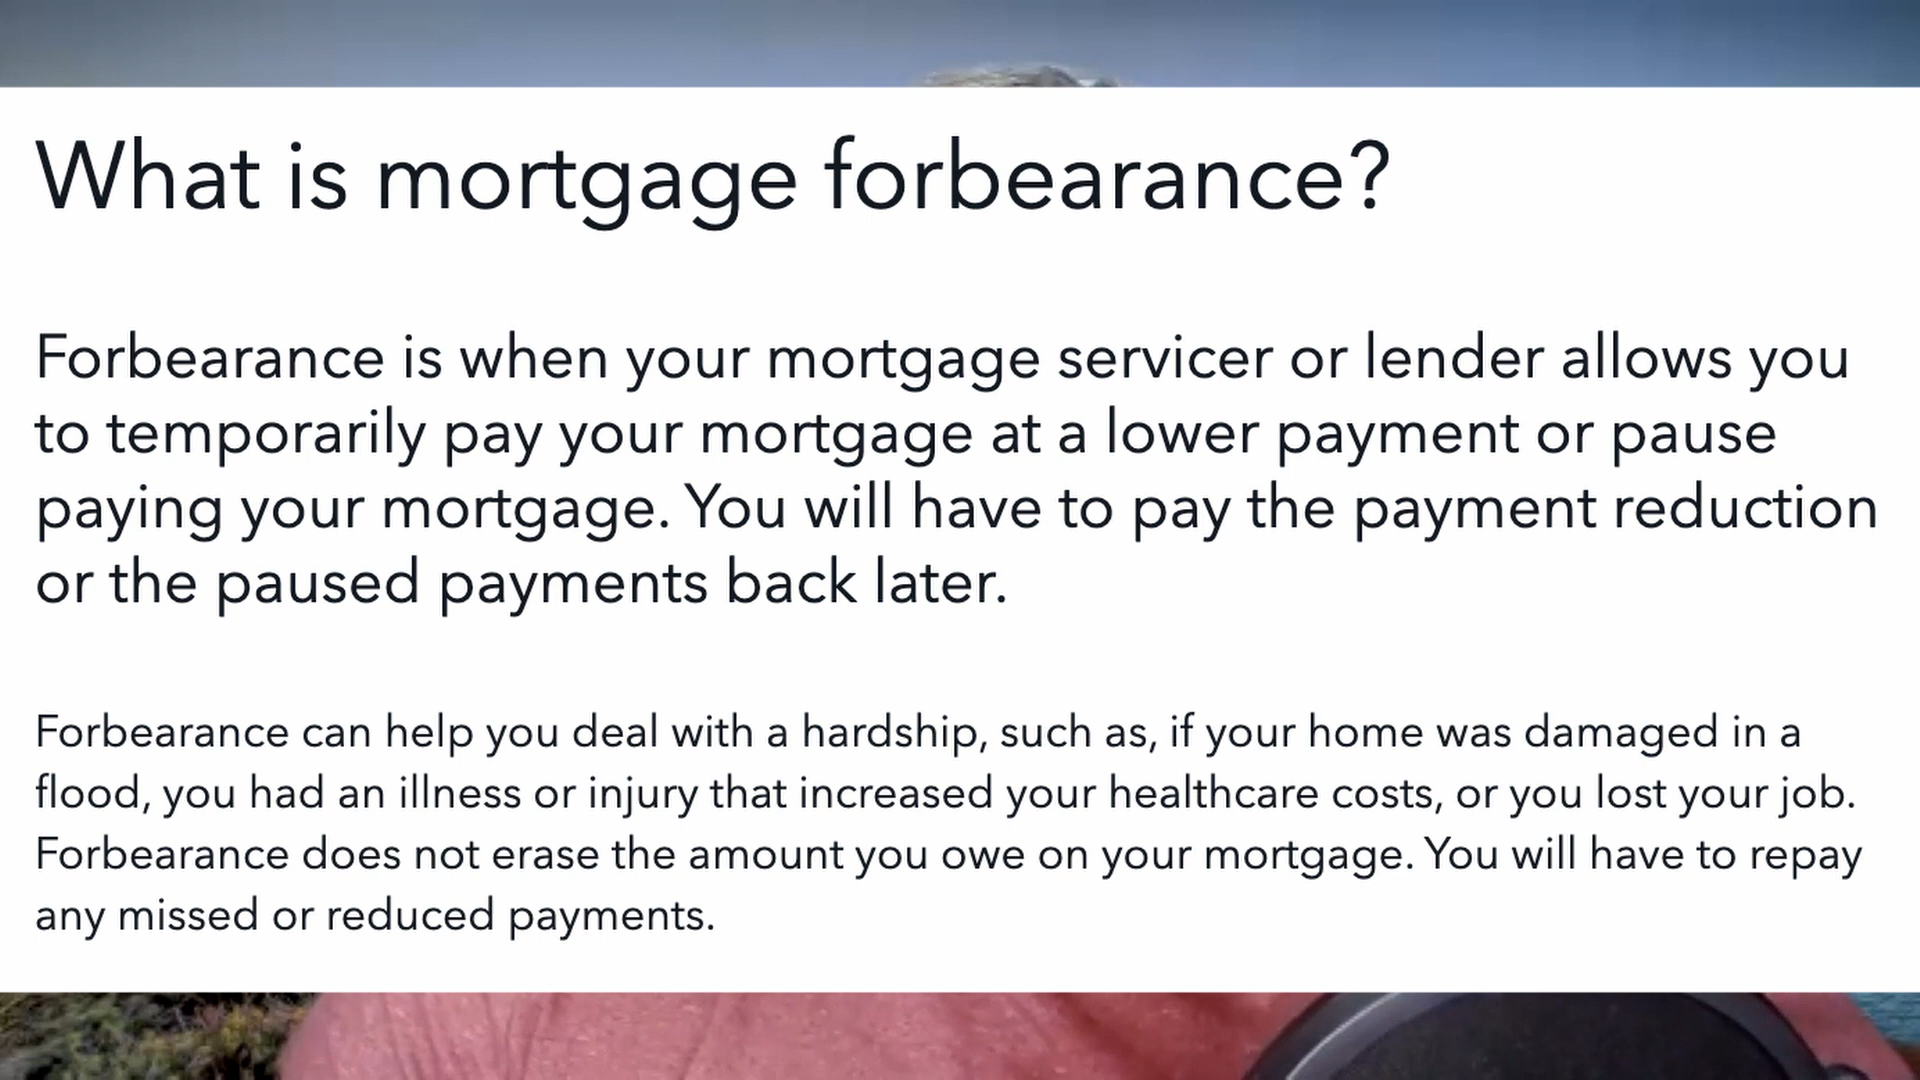 What is mortgage forbearance?
Forbearance is when your mortgage servicer or lender allows you
to temporarily pay your mortgage at a lower payment or pause
paying your mortgage. You will have to pay the payment reduction
or the paused payments back later.
Forbearance can help you deal with a hardship, such as, if your home was damaged in a
flood, you had an illness or injury that increased your healthcare costs, or you lost your job.
Forbearance does not erase the amount you owe on your mortgage. You will have to repay
any missed or reduced payments.